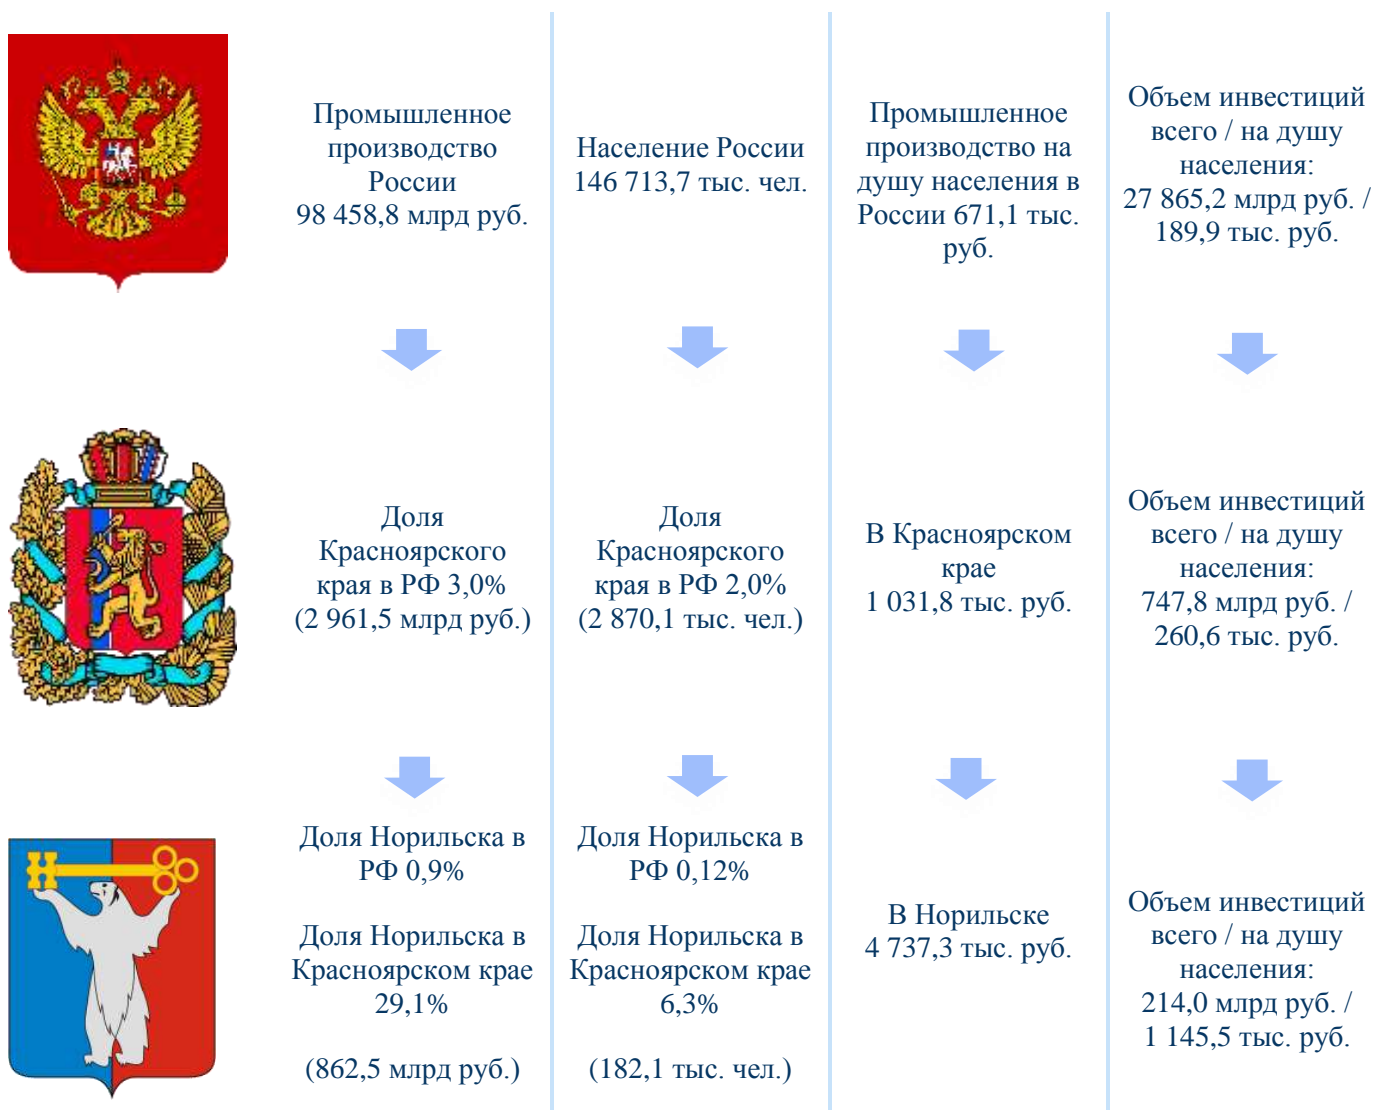 Промышленное
производство
России
98 458,8 млрд руб.
Население России
146 713,7 тыс. чел.
Промышленное
производство на
душу населения в
России 671,1 тыс.
руб.
Объем инвестиций
всего / на душу
населения:
27 865,2 млрд руб. /
189,9 тыс. руб.
Доля
Красноярского
края в РФ 3,0%
(2 961,5 млрд руб.)
Доля
Красноярского
края в РФ 2,0%
(2 870,1 тыс. чел.)
В Красноярском
крае
1 031,8 тыс. руб.
Объем инвестиций
всего / на душу
населения:
747,8 млрд руб. /
260,6 тыс. руб.
Доля Норильска в
РФ 0,9%
Доля Норильска в
Красноярском крае
29,1%
(862,5 млрд руб.)
Доля Норильска в
РФ 0,12%
Доля Норильска в
Красноярском крае
6,3%
(182,1 тыс. чел.)
В Норильске
4 737,3 тыс. руб.
Объем инвестиций
всего / на душу
населения:
214,0 млрд руб. /
1 145,5 тыс. руб.